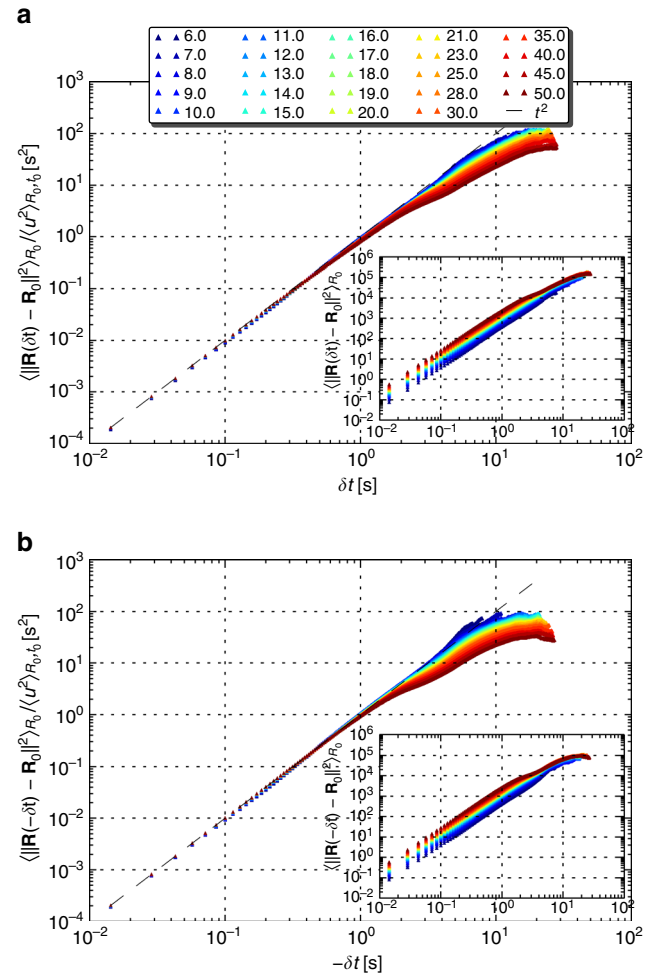 a
6.0 11.0 16.0 21.0 35.0
7.0 12.0 17.0 23.0 40.0
8.0 13.0 18.0 25.0 45.0
9.0 14.0 19.0 28.0 50.0
10.0 15.0 20.0 30.0 t²
10³
10²
10¹
10⁰
10⁻¹
10⁻²
10⁻³
10⁻⁴
⟨||R(δt) − R₀||²⟩_R₀/⟨u²⟩_R₀,t₀ [s²]
10⁻² 10⁻¹ 10⁰ 10¹ 10²
δt [s]
⟨||R(δt) − R₀||²⟩_R₀
10⁶
10⁵
10⁴
10³
10²
10¹
10⁰
10⁻¹
10⁻²
10⁻² 10⁻¹ 10⁰ 10¹ 10²
b
10³
10²
10¹
10⁰
10⁻¹
10⁻²
10⁻³
10⁻⁴
⟨||R(−δt) − R₀||²⟩_R₀/⟨u²⟩_R₀,t₀ [s²]
10⁻² 10⁻¹ 10⁰ 10¹ 10²
−δt [s]
⟨||R(−δt) − R₀||²⟩_R₀
10⁶
10⁵
10⁴
10³
10²
10¹
10⁰
10⁻¹
10⁻²
10⁻² 10⁻¹ 10⁰ 10¹ 10²